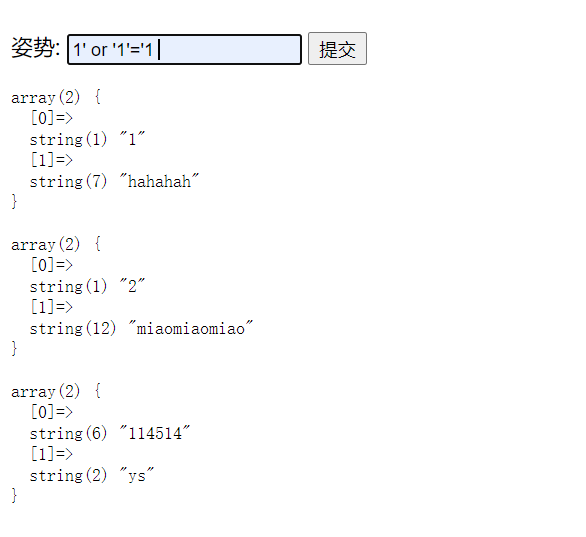 姿势: 1' or '1'='1 提交
array(2) {
  [0]=>
  string(1) "1"
  [1]=>
  string(7) "hahahah"
}
array(2) {
  [0]=>
  string(1) "2"
  [1]=>
  string(12) "miaomiaomiao"
}
array(2) {
  [0]=>
  string(6) "114514"
  [1]=>
  string(2) "ys"
}